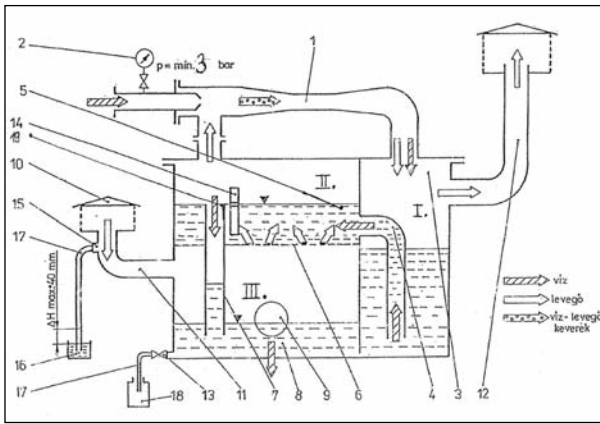 2
p = min. 3 bar
1
5
14
19
10
15
17
II.
I.
III.
ΔH max:40 mm
víz
levegő
víz-levegő
keverék
16
17
18
13
11
7
8
9
6
4
3
12